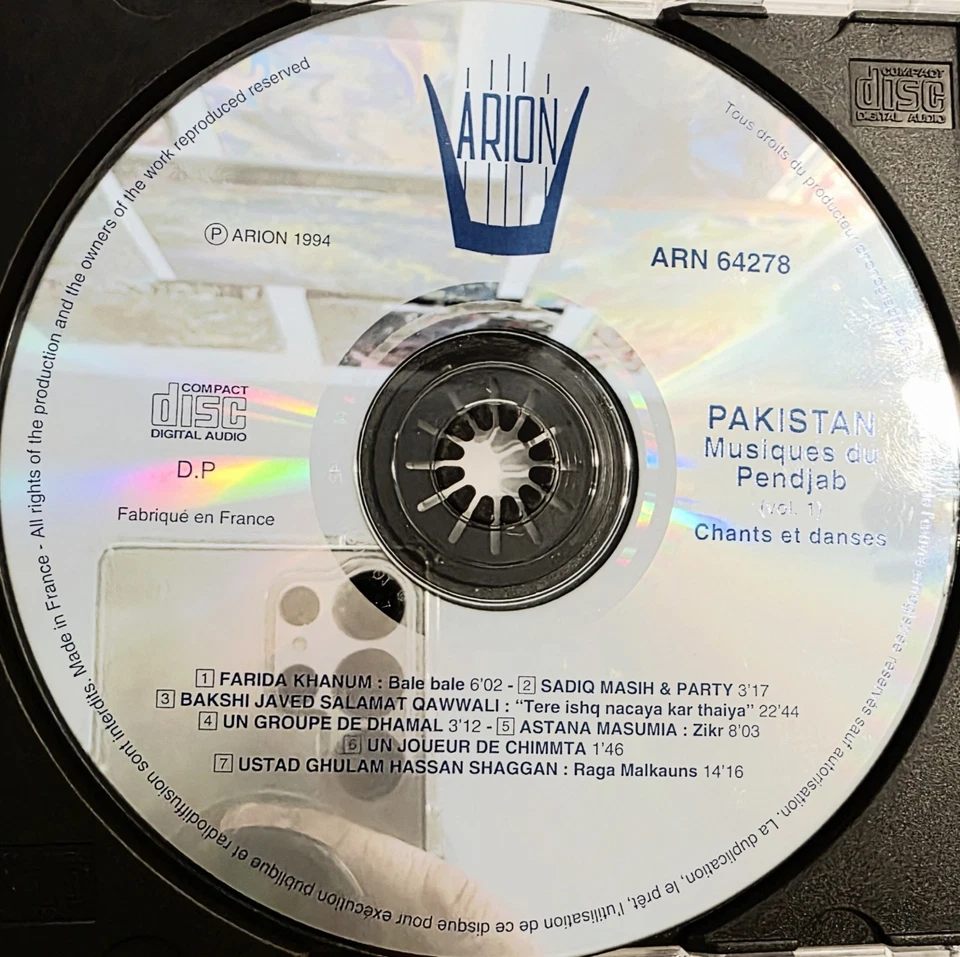 ARION
COMPACT
disc
DIGITAL AUDIO
Ⓟ ARION 1994
ARN 64278
COMPACT
disc
DIGITAL AUDIO
D.P
Fabriqué en France
PAKISTAN
Musiques du
Pendjab
(vol. 1)
Chants et danses
1 FARIDA KHANUM : Bale bale 6'02 - 2 SADIQ MASIH & PARTY 3'17
3 BAKSHI JAVED SALAMAT QAWWALI : “Tere ishq nacaya kar thaiya” 22'44
4 UN GROUPE DE DHAMAL 3'12 - 5 ASTANA MASUMIA : Zikr 8'03
6 UN JOUEUR DE CHIMMTA 1'46
7 USTAD GHULAM HASSAN SHAGGAN : Raga Malkauns 14'16
Tous droits du producteur réservés sauf autorisation. La duplication, le prêt, l'utilisation de ce disque pour exécution publique et radiodiffusion sont interdits. Made in France - All rights of the production and the owners of the work reproduced reserved